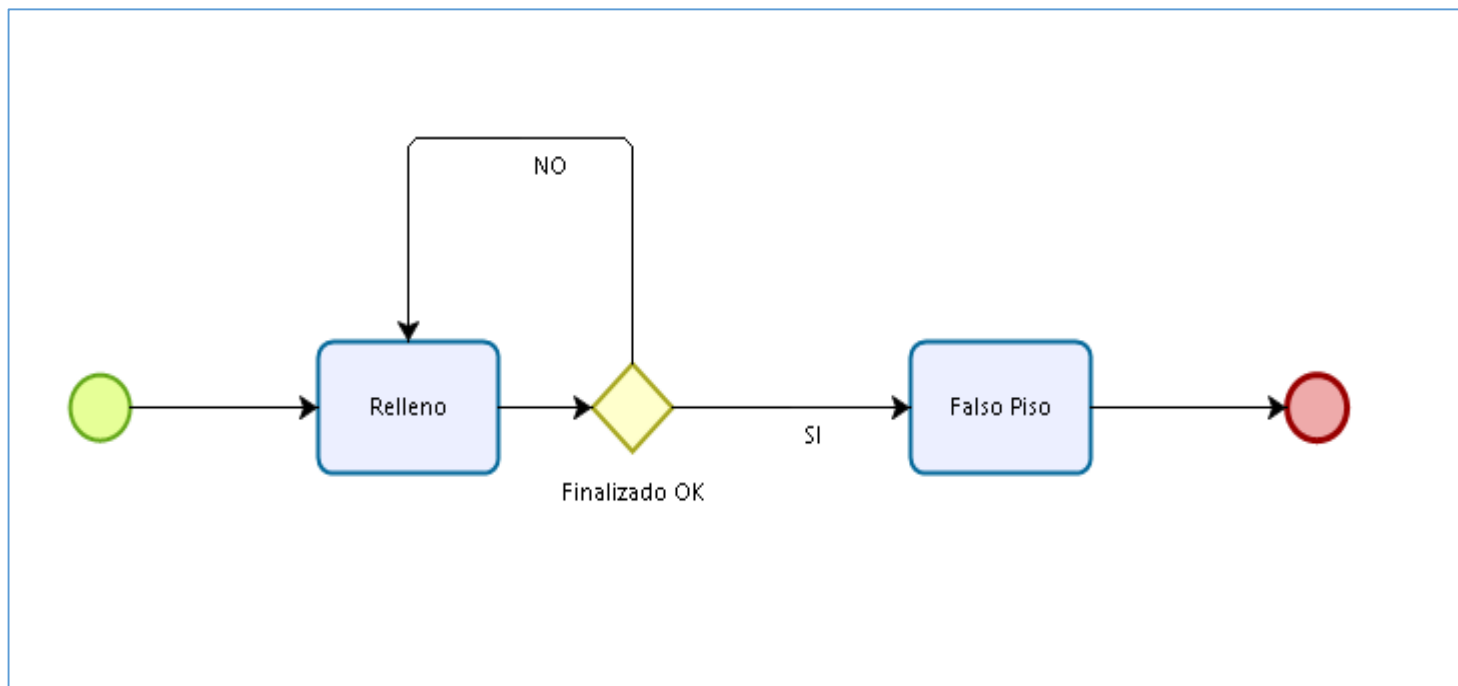 NO
Relleno
Falso Piso
SI
Finalizado OK